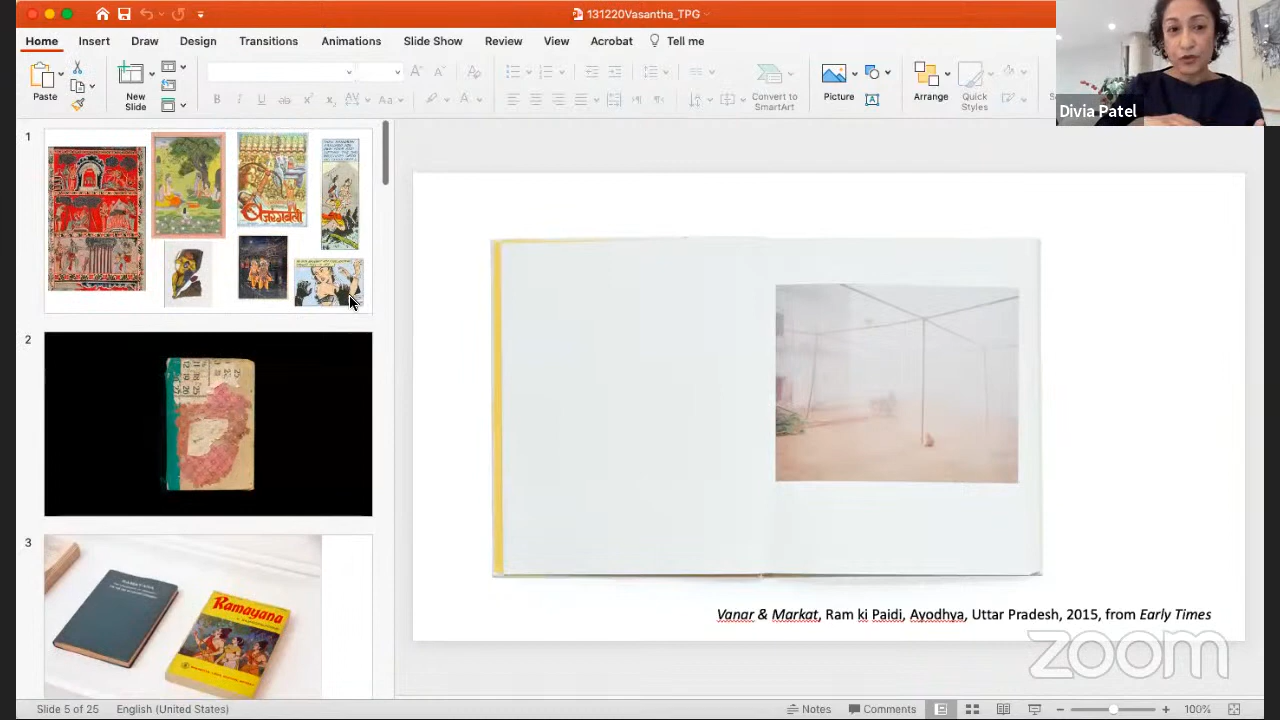 131220Vasantha_TPG
Home Insert Draw Design Transitions Animations Slide Show Review View Acrobat Tell me
Paste
New
Slide
Convert to
SmartArt
Picture
Arrange
Quick
Styles
Divia Patel
1
2
3
Ramayana
Vanar & Markat, Ram ki Paidi, Ayodhya, Uttar Pradesh, 2015, from Early Times
zoom
Slide 5 of 25 English (United States) Notes Comments 100%